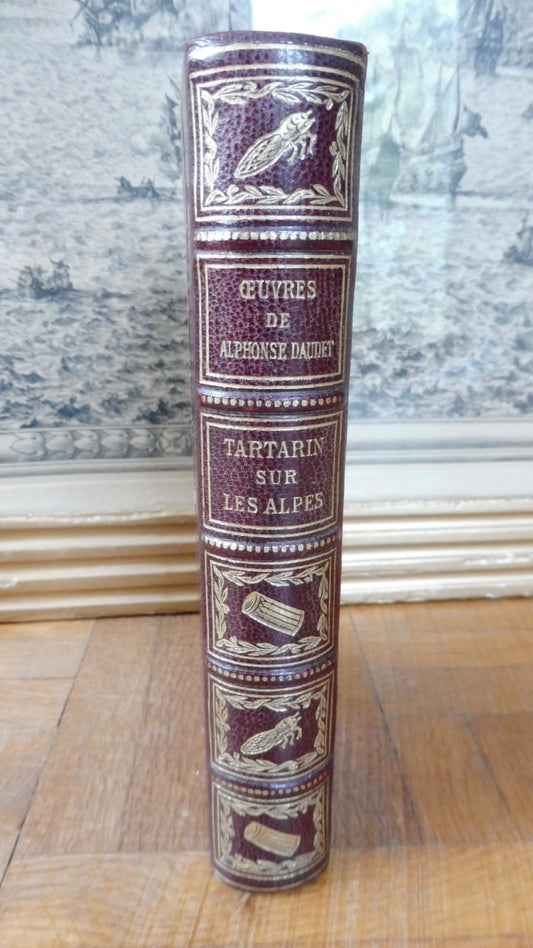 ŒUVRES
DE
ALPHONSE DAUDET
TARTARIN
SUR
LES ALPES